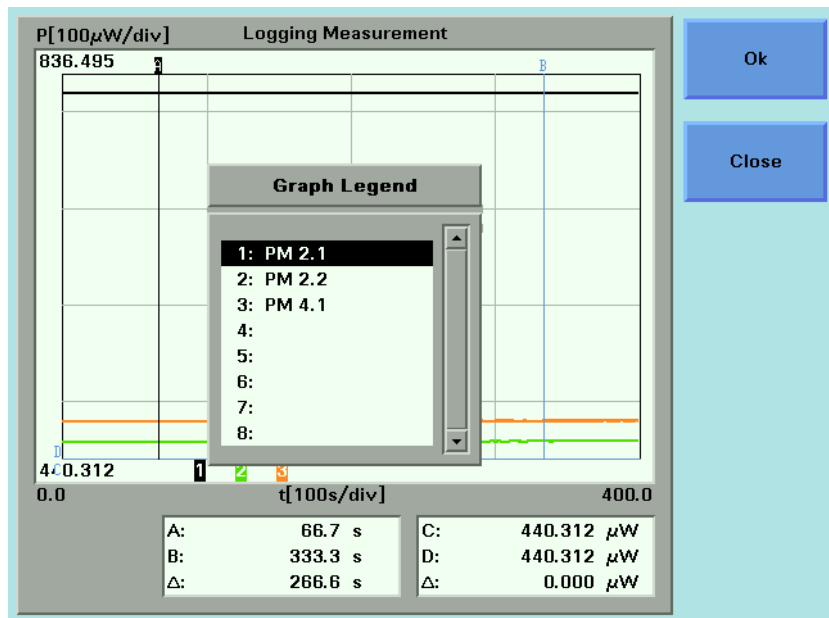 P[100µW/div] Logging Measurement
836.495 A B
Graph Legend
1: PM 2.1
2: PM 2.2
3: PM 4.1
4:
5:
6:
7:
8:
D
C
440.312 1 2 3
0.0 t[100s/div] 400.0
A: 66.7 s
B: 333.3 s
Δ: 266.6 s
C: 440.312 µW
D: 440.312 µW
Δ: 0.000 µW
Ok
Close